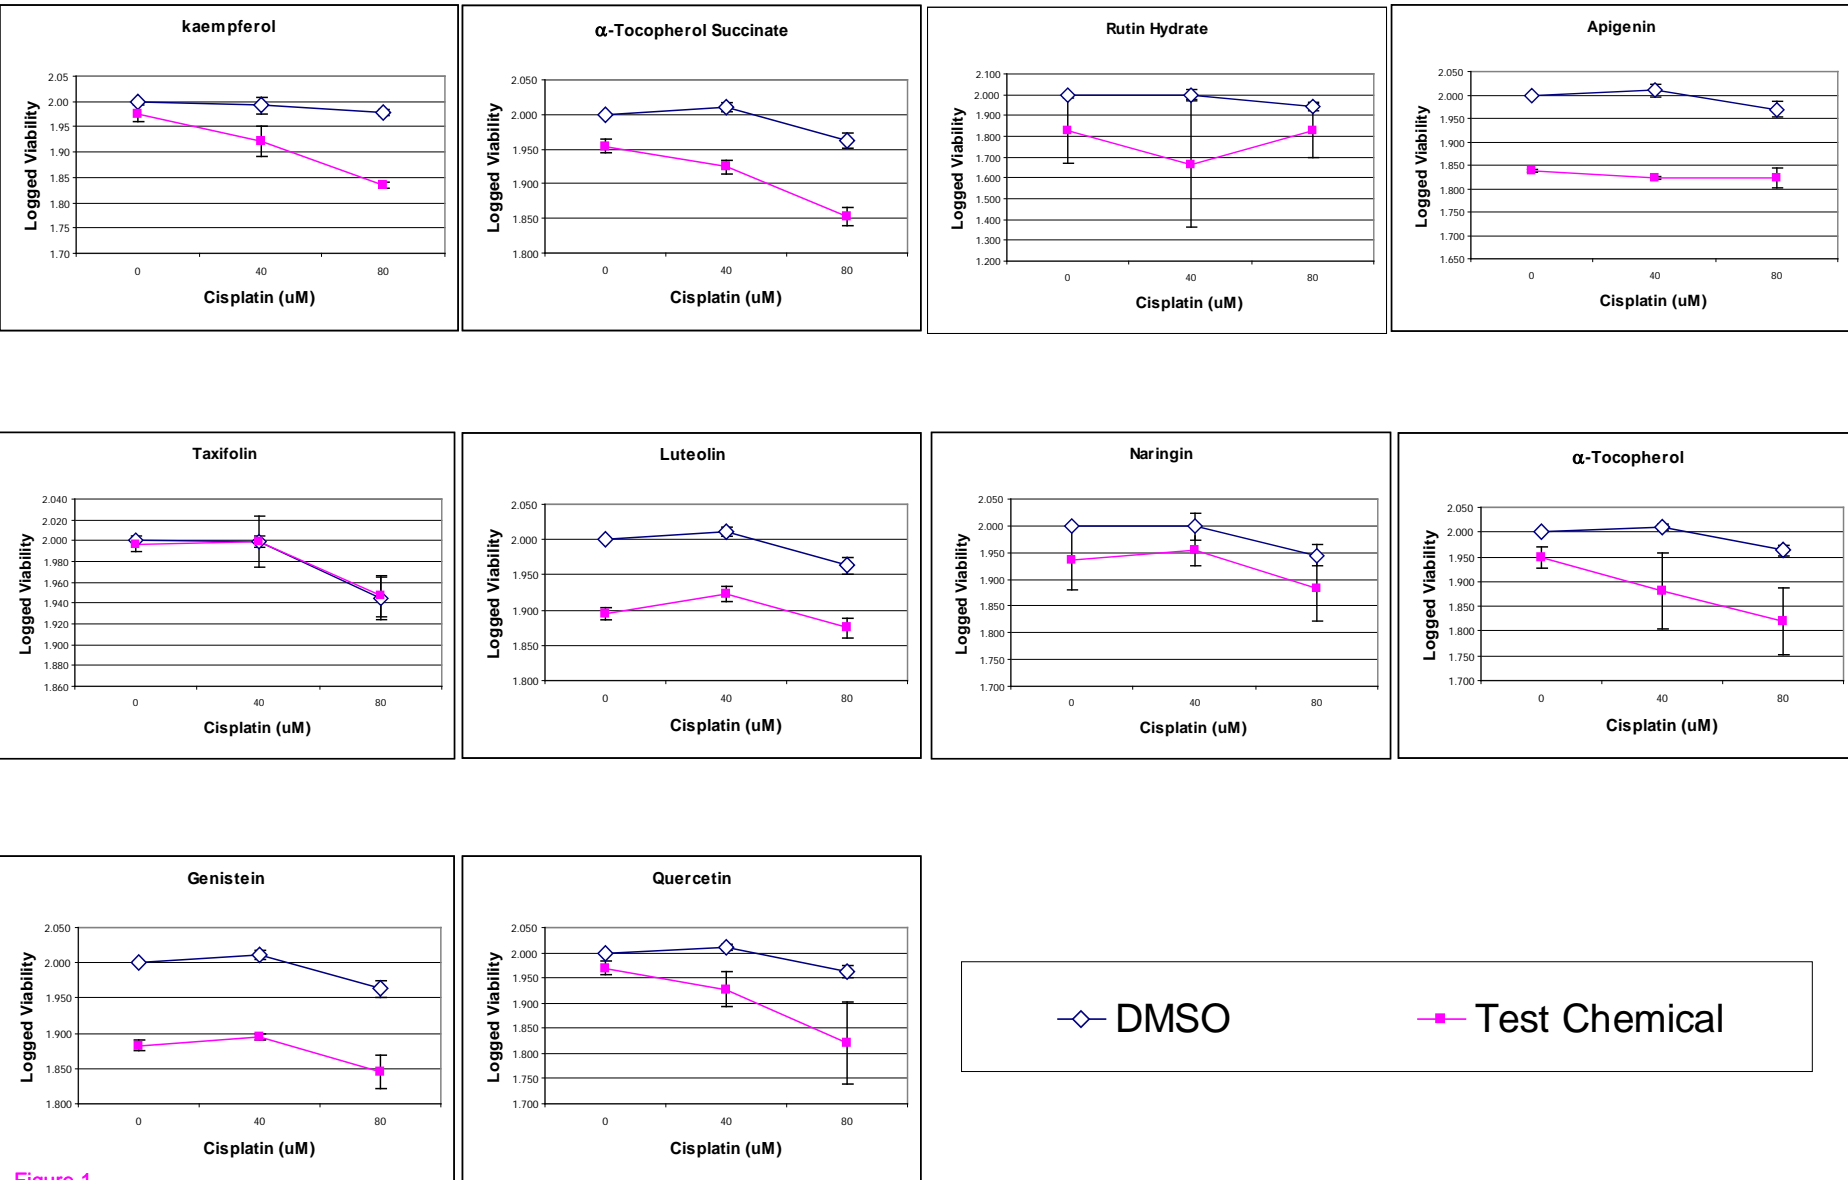 kaempferol
Logged Viability
2.05
2.00
1.95
1.90
1.85
1.80
1.75
1.70
0 40 80
Cisplatin (uM)
α-Tocopherol Succinate
Logged Viability
2.050
2.000
1.950
1.900
1.850
1.800
0 40 80
Cisplatin (uM)
Rutin Hydrate
Logged Viability
2.100
2.000
1.900
1.800
1.700
1.600
1.500
1.400
1.300
1.200
0 40 80
Cisplatin (uM)
Apigenin
Logged Viability
2.050
2.000
1.950
1.900
1.850
1.800
1.750
1.700
1.650
0 40 80
Cisplatin (uM)
Taxifolin
Logged Viability
2.040
2.020
2.000
1.980
1.960
1.940
1.920
1.900
1.880
1.860
0 40 80
Cisplatin (uM)
Luteolin
Logged Viability
2.050
2.000
1.950
1.900
1.850
1.800
0 40 80
Cisplatin (uM)
Naringin
Logged Viability
2.050
2.000
1.950
1.900
1.850
1.800
1.750
1.700
0 40 80
Cisplatin (uM)
α-Tocopherol
Logged Viability
2.050
2.000
1.950
1.900
1.850
1.800
1.750
1.700
0 40 80
Cisplatin (uM)
Genistein
Logged Viability
2.050
2.000
1.950
1.900
1.850
1.800
0 40 80
Cisplatin (uM)
Quercetin
Logged Viability
2.050
2.000
1.950
1.900
1.850
1.800
1.750
1.700
0 40 80
Cisplatin (uM)
DMSO
Test Chemical
Figure 1